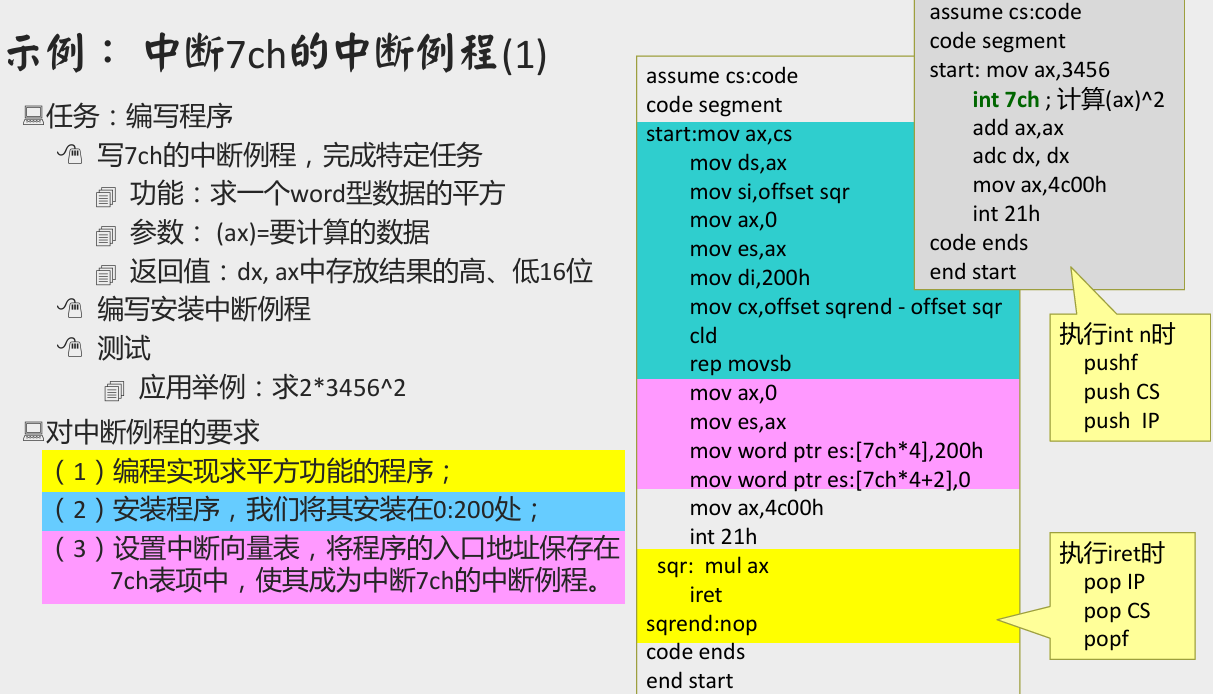 示例： 中断7ch的中断例程(1)
任务：编写程序
写7ch的中断例程，完成特定任务
功能：求一个word型数据的平方
参数： (ax)=要计算的数据
返回值：dx, ax中存放结果的高、低16位
编写安装中断例程
测试
应用举例：求2*3456^2
对中断例程的要求
（1）编程实现求平方功能的程序；
（2）安装程序，我们将其安装在0:200处；
（3）设置中断向量表，将程序的入口地址保存在
7ch表项中，使其成为中断7ch的中断例程。
assume cs:code
code segment
start:mov ax,cs
mov ds,ax
mov si,offset sqr
mov ax,0
mov es,ax
mov di,200h
mov cx,offset sqrend - offset sqr
cld
rep movsb
mov ax,0
mov es,ax
mov word ptr es:[7ch*4],200h
mov word ptr es:[7ch*4+2],0
mov ax,4c00h
int 21h
sqr: mul ax
iret
sqrend:nop
code ends
end start
assume cs:code
code segment
start: mov ax,3456
int 7ch ; 计算(ax)^2
add ax,ax
adc dx, dx
mov ax,4c00h
int 21h
code ends
end start
执行int n时
pushf
push CS
push IP
执行iret时
pop IP
pop CS
popf